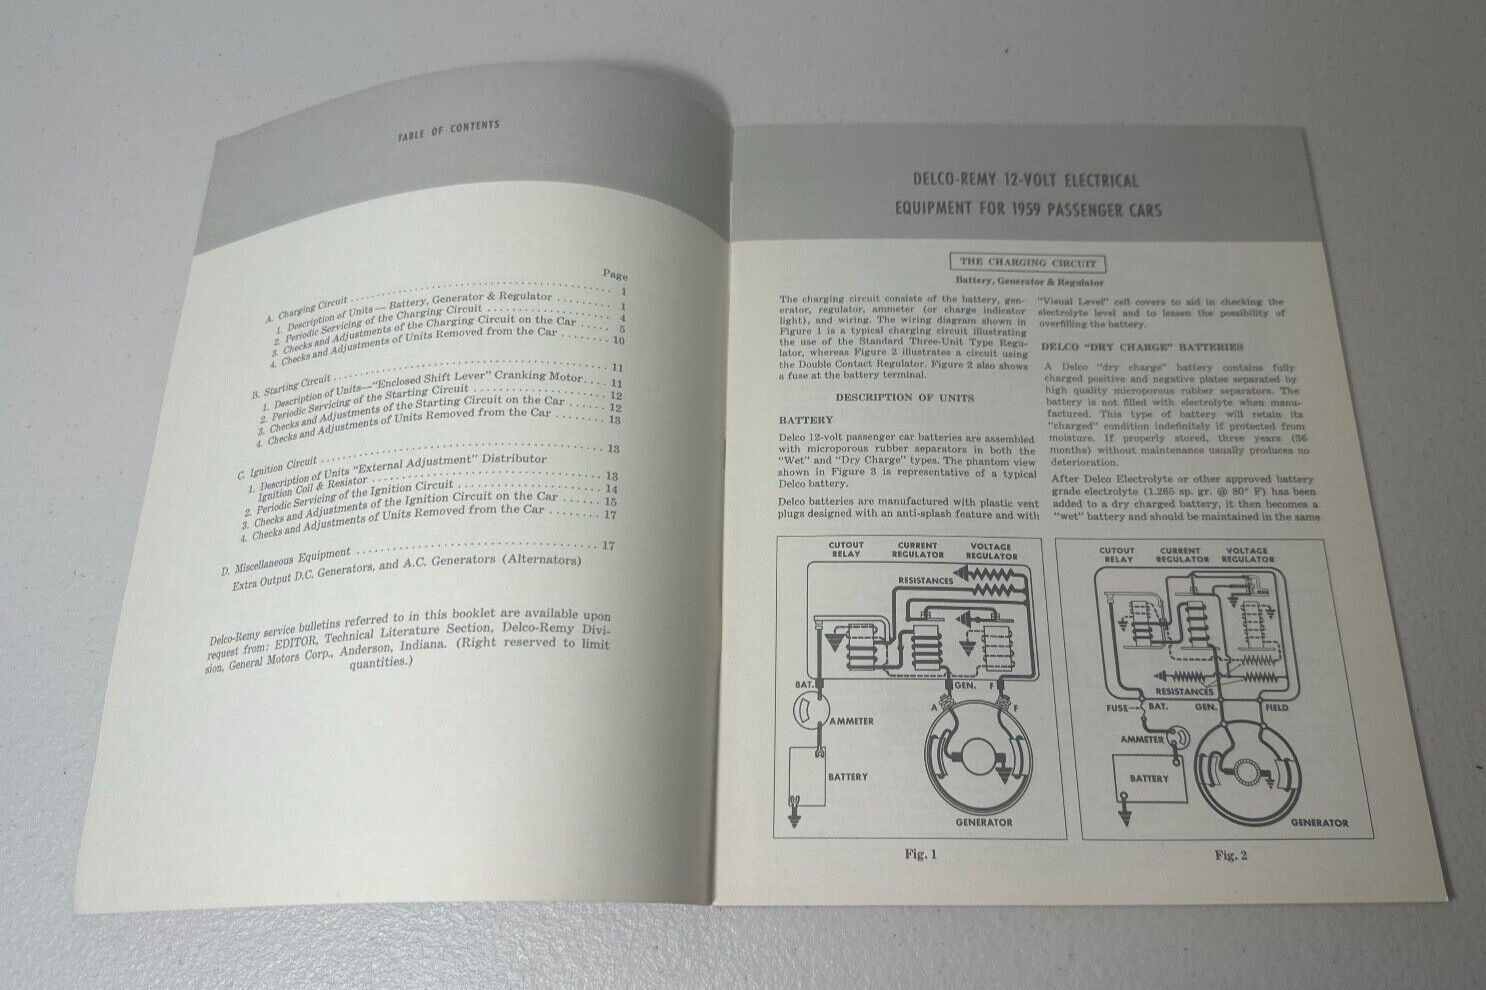 TABLE OF CONTENTS
Page
A. Charging Circuit . . . . . . . . . . 1
1. Description of Units — Battery, Generator & Regulator . . . . . . . . . 1
2. Periodic Servicing of the Charging Circuit . . . . . . . . . . 4
3. Checks and Adjustments of the Charging Circuit on the Car . . . . . 5
4. Checks and Adjustments of Units Removed from the Car . . . . . . . . 10
B. Starting Circuit . . . . . . . . . . 11
1. Description of Units—"Enclosed Shift Lever" Cranking Motor. . . . 11
2. Periodic Servicing of the Starting Circuit . . . . . . . . . . 12
3. Checks and Adjustments of the Starting Circuit on the Car . . . . . 12
4. Checks and Adjustments of Units Removed from the Car . . . . . . . . 13
C. Ignition Circuit . . . . . . . . . . 13
1. Description of Units "External Adjustment" Distributor
Ignition Coil & Resistor . . . . . . . . . . 13
2. Periodic Servicing of the Ignition Circuit . . . . . . . . . . 14
3. Checks and Adjustments of the Ignition Circuit on the Car . . . . . 15
4. Checks and Adjustments of Units Removed from the Car . . . . . . . . 17
D. Miscellaneous Equipment . . . . . . . . . . 17
Extra Output D.C. Generators, and A.C. Generators (Alternators)
Delco-Remy service bulletins referred to in this booklet are available upon
request from: EDITOR, Technical Literature Section, Delco-Remy Divi-
sion, General Motors Corp., Anderson, Indiana. (Right reserved to limit
quantities.)
DELCO-REMY 12-VOLT ELECTRICAL
EQUIPMENT FOR 1959 PASSENGER CARS
THE CHARGING CIRCUIT
Battery, Generator & Regulator
The charging circuit consists of the battery, gen-
erator, regulator, ammeter (or charge indicator
light), and wiring. The wiring diagram shown in
Figure 1 is a typical charging circuit illustrating
the use of the Standard Three-Unit Type Regu-
lator, whereas Figure 2 illustrates a circuit using
the Double Contact Regulator. Figure 2 also shows
a fuse at the battery terminal.
DESCRIPTION OF UNITS
BATTERY
Delco 12-volt passenger car batteries are assembled
with microporous rubber separators in both the
"Wet" and "Dry Charge" types. The phantom view
shown in Figure 3 is representative of a typical
Delco battery.
Delco batteries are manufactured with plastic vent
plugs designed with an anti-splash feature and with
"Visual Level" cell covers to aid in checking the
electrolyte level and to lessen the possibility of
overfilling the battery.
DELCO "DRY CHARGE" BATTERIES
A Delco "dry charge" battery contains fully
charged positive and negative plates separated by
high quality microporous rubber separators. The
battery is not filled with electrolyte when manu-
factured. This type of battery will retain its
"charged" condition indefinitely if protected from
moisture. If properly stored, three years (36
months) without maintenance usually produces no
deterioration.
After Delco Electrolyte or other approved battery
grade electrolyte (1.265 sp. gr. @ 80° F) has been
added to a dry charged battery, it then becomes a
"wet" battery and should be maintained in the same
CUTOUT RELAY
CURRENT REGULATOR
VOLTAGE REGULATOR
RESISTANCES
BAT.
GEN.
F
A
F
AMMETER
BATTERY
GENERATOR
Fig. 1
CUTOUT RELAY
CURRENT REGULATOR
VOLTAGE REGULATOR
RESISTANCES
FUSE
BAT.
GEN.
FIELD
AMMETER
BATTERY
GENERATOR
Fig. 2